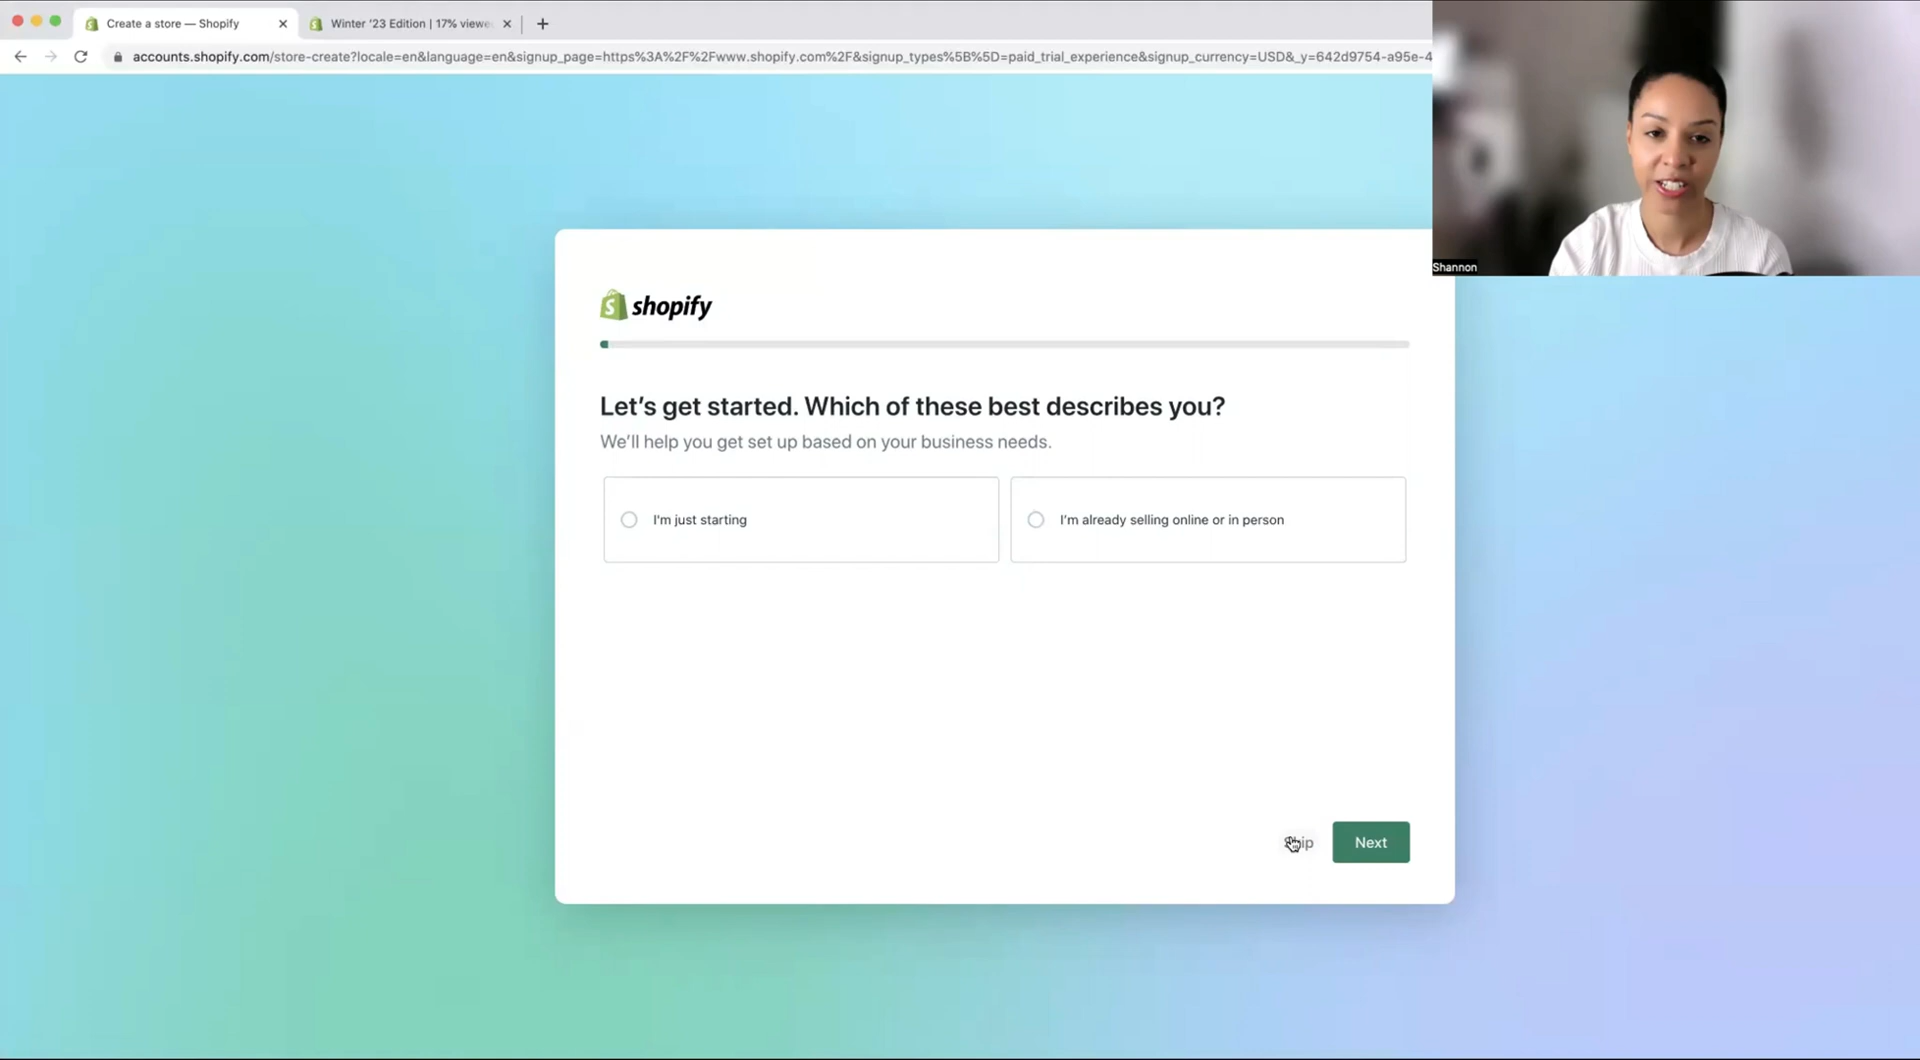 Create a store — Shopify
Winter '23 Edition | 17% viewe
accounts.shopify.com/store-create?locale=en&language=en&signup_page=https%3A%2F%2Fwww.shopify.com%2F&signup_types%5B%5D=paid_trial_experience&signup_currency=USD&_y=642d9754-a95e-4
Shannon
shopify
Let's get started. Which of these best describes you?
We'll help you get set up based on your business needs.
I'm just starting
I'm already selling online or in person
Next